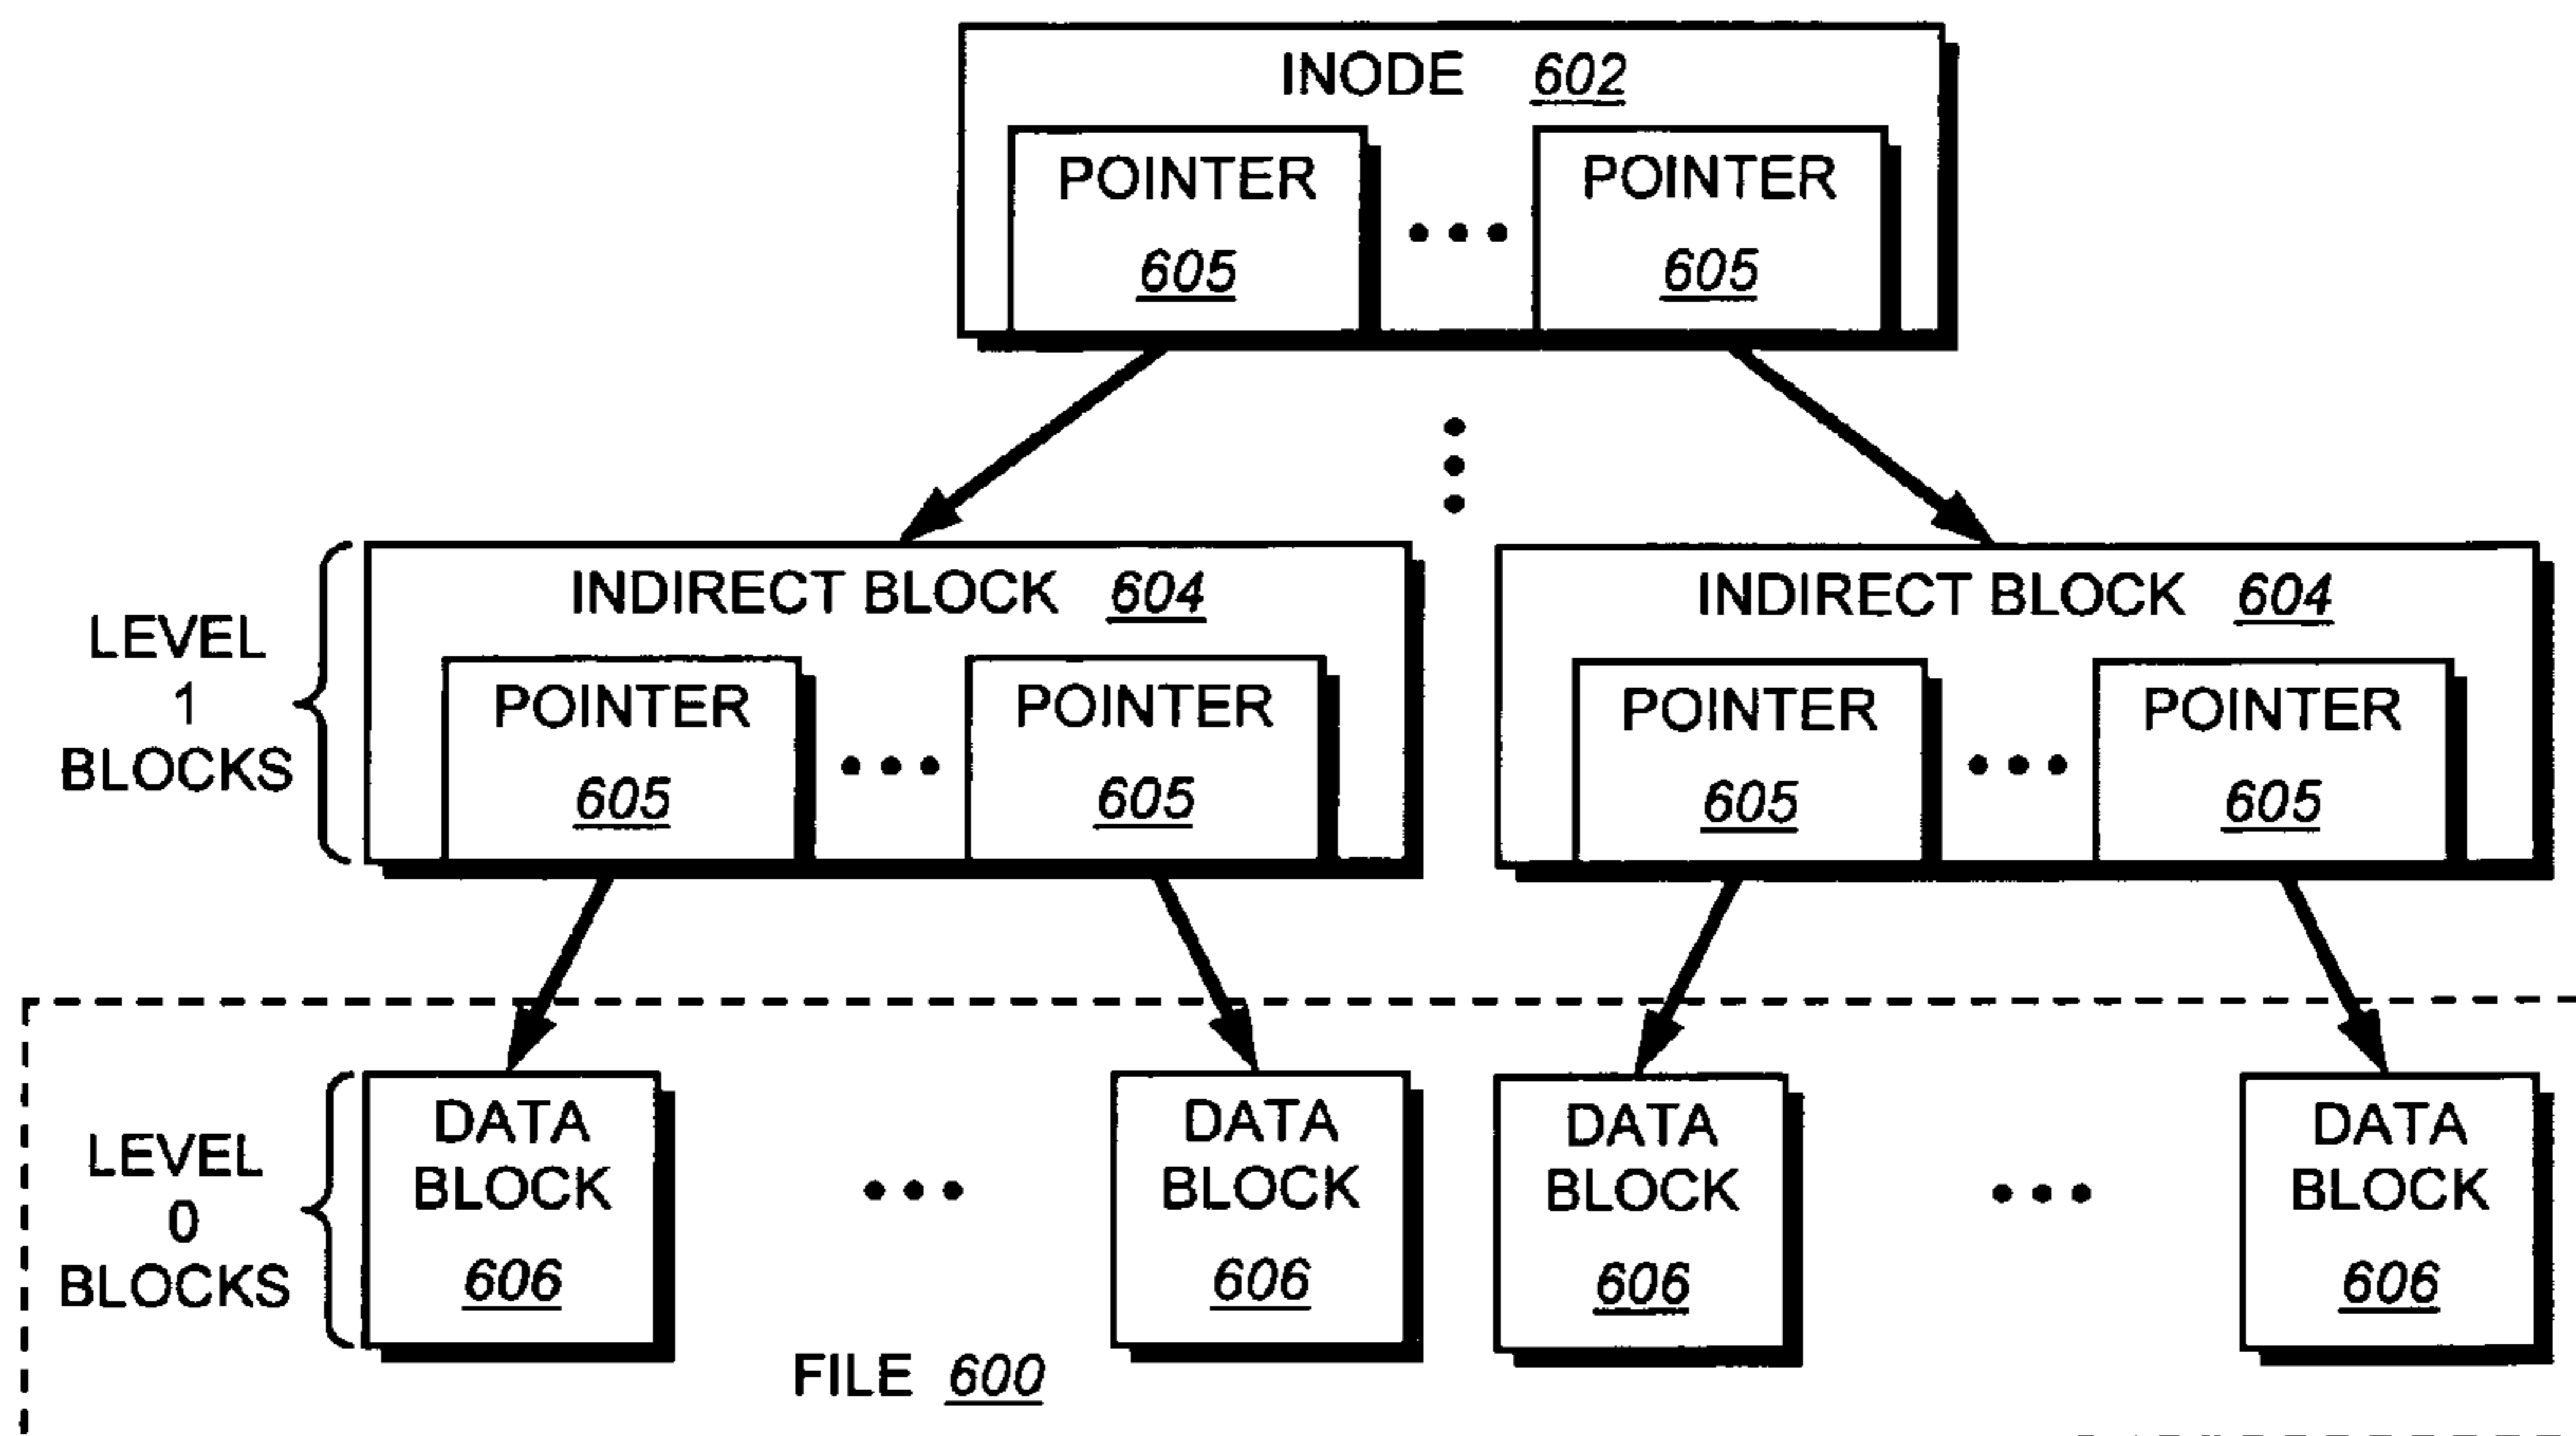 INODE 602
POINTER POINTER
605 605
INDIRECT BLOCK 604 INDIRECT BLOCK 604
LEVEL
1
BLOCKS
POINTER POINTER POINTER POINTER
605 605 605 605
LEVEL
0
BLOCKS
DATA
BLOCK
606
DATA
BLOCK
606
DATA
BLOCK
606
DATA
BLOCK
606
FILE 600